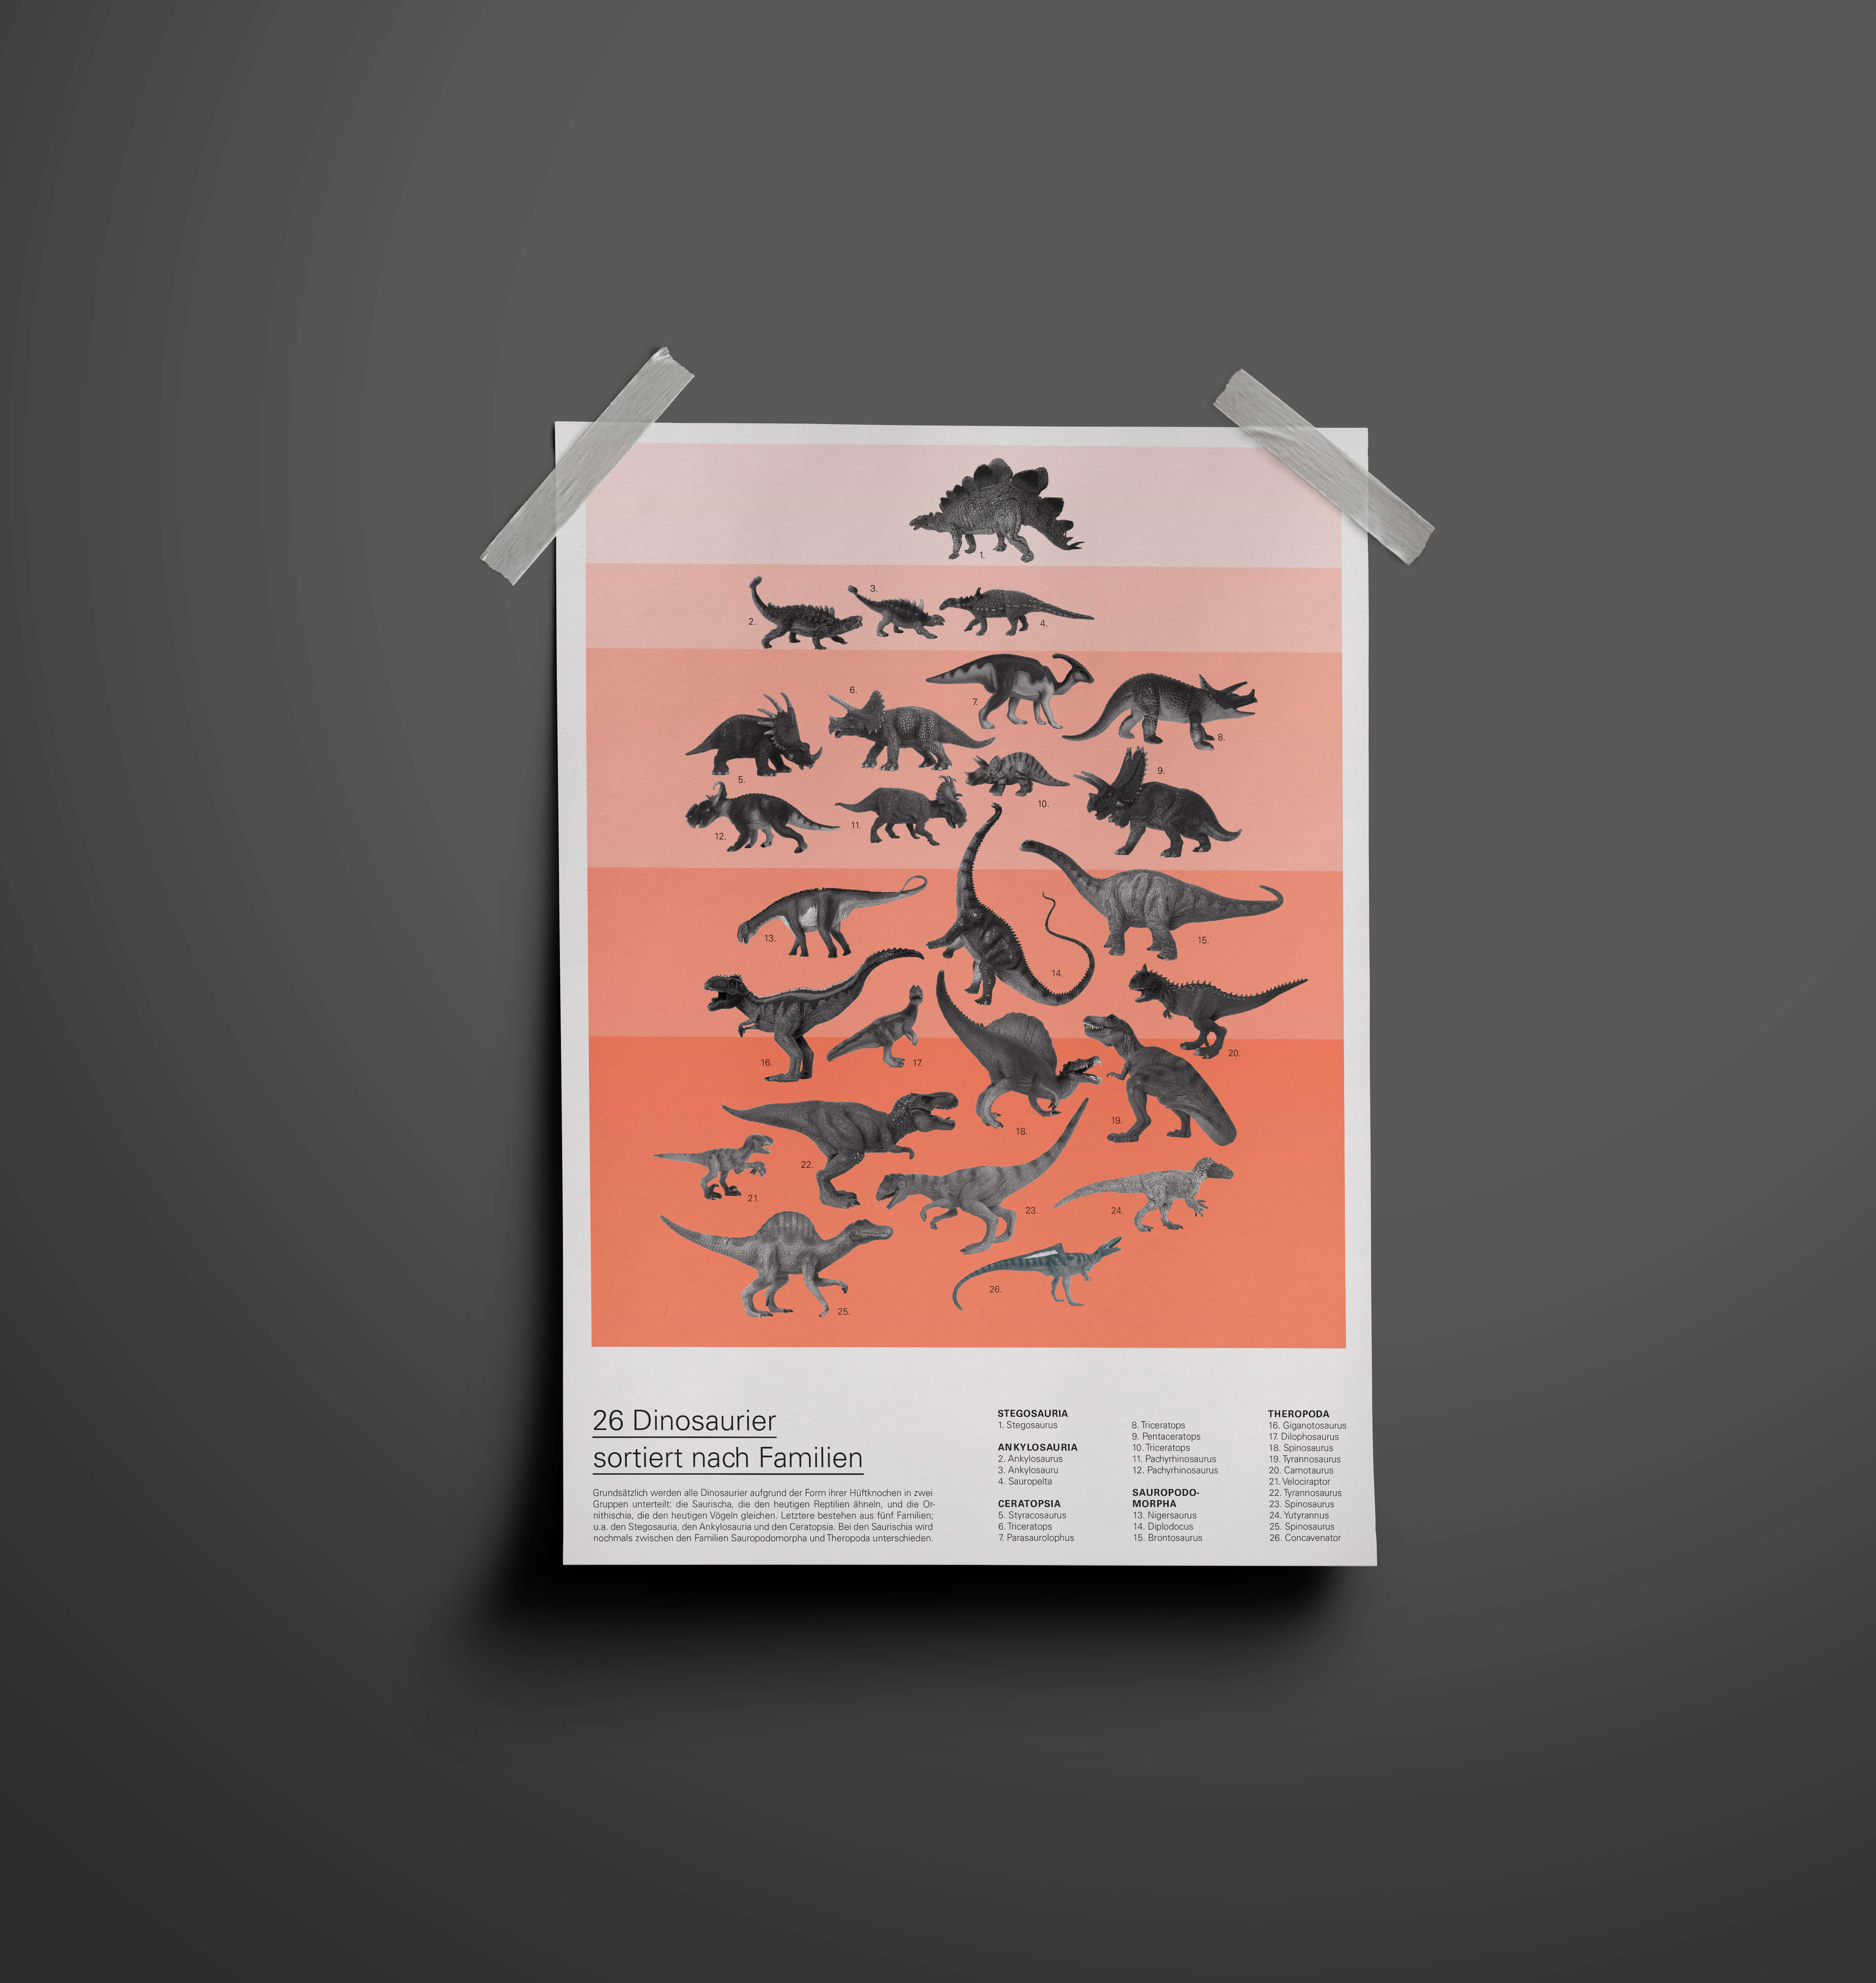 1.
2.
3.
4.
5.
6.
7.
8.
9.
10.
11.
12.
13.
14.
15.
16.
17.
18.
19.
20.
21.
22.
23.
24.
25.
26.
26 Dinosaurier
sortiert nach Familien
Grundsätzlich werden alle Dinosaurier aufgrund der Form ihrer Hüftknochen in zwei
Gruppen unterteilt: die Saurischa, die den heutigen Reptilien ähneln, und die Or-
nithischia, die den heutigen Vögeln gleichen. Letztere bestehen aus fünf Familien;
u.a. den Stegosauria, den Ankylosauria und den Ceratopsia. Bei den Saurischia wird
nochmals zwischen den Familien Sauropodomorpha und Theropoda unterschieden.
STEGOSAURIA
1. Stegosaurus
ANKYLOSAURIA
2. Ankylosaurus
3. Ankylosauru
4. Sauropelta
CERATOPSIA
5. Styracosaurus
6. Triceratops
7. Parasaurolophus
8. Triceratops
9. Pentaceratops
10. Triceratops
11. Pachyrhinosaurus
12. Pachyrhinosaurus
SAUROPODO-
MORPHA
13. Nigersaurus
14. Diplodocus
15. Brontosaurus
THEROPODA
16. Giganotosaurus
17. Dilophosaurus
18. Spinosaurus
19. Tyrannosaurus
20. Carnotaurus
21. Velociraptor
22. Tyrannosaurus
23. Spinosaurus
24. Yutyrannus
25. Spinosaurus
26. Concavenator